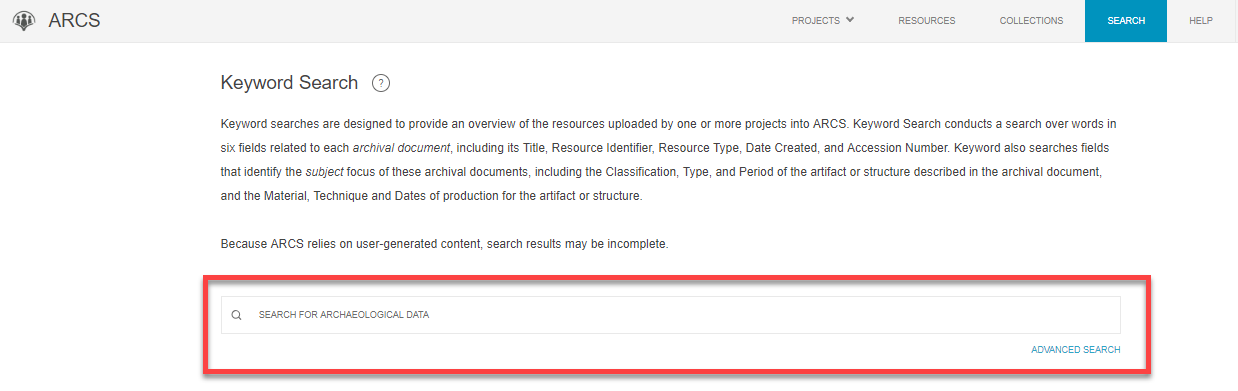 ARCS
PROJECTS
RESOURCES
COLLECTIONS
SEARCH
HELP
Keyword Search ?
Keyword searches are designed to provide an overview of the resources uploaded by one or more projects into ARCS. Keyword Search conducts a search over words in
six fields related to each archival document, including its Title, Resource Identifier, Resource Type, Date Created, and Accession Number. Keyword also searches fields
that identify the subject focus of these archival documents, including the Classification, Type, and Period of the artifact or structure described in the archival document,
and the Material, Technique and Dates of production for the artifact or structure.
Because ARCS relies on user-generated content, search results may be incomplete.
SEARCH FOR ARCHAEOLOGICAL DATA
ADVANCED SEARCH